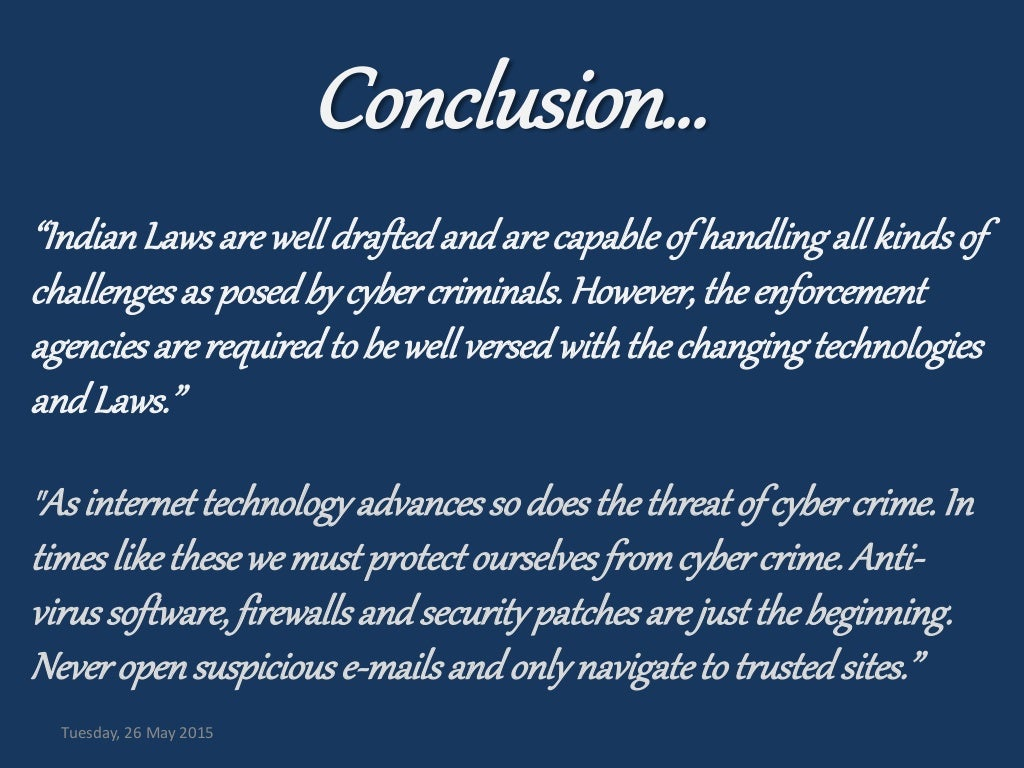 Conclusion...
“Indian Laws are well drafted and are capable of handling all kinds of
challenges as posed by cyber criminals. However, the enforcement
agencies are required to be well versed with the changing technologies
and Laws.”
"As internet technology advances so does the threat of cyber crime. In
times like these we must protect ourselves from cyber crime. Anti-
virus software, firewalls and security patches are just the beginning.
Never open suspicious e-mails and only navigate to trusted sites.”
Tuesday, 26 May 2015